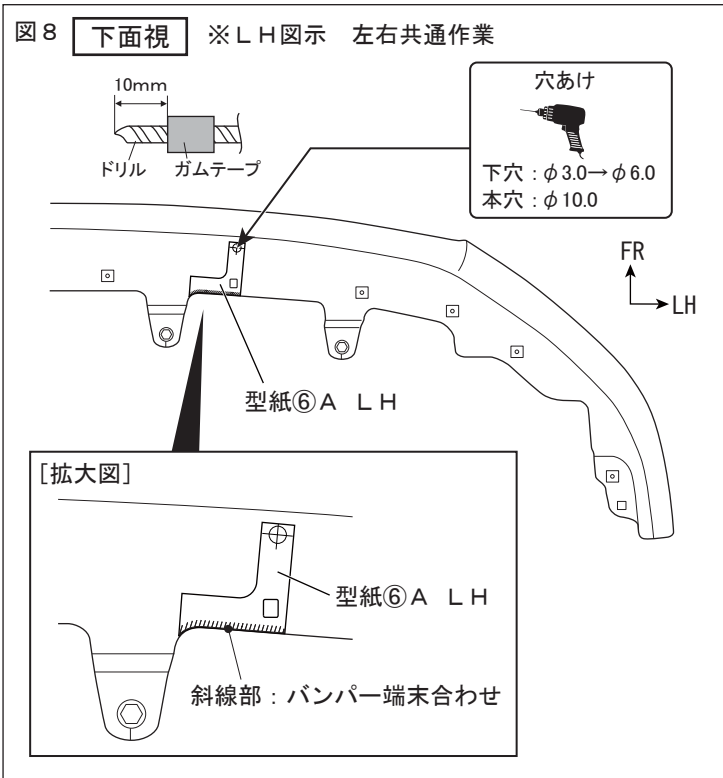 図8 下面視 ※LH図示 左右共通作業
10mm
ドリル ガムテープ
穴あけ
下穴：φ3.0→φ6.0
本穴：φ10.0
FR
LH
型紙⑥A LH
[拡大図]
型紙⑥A LH
斜線部：バンパー端末合わせ